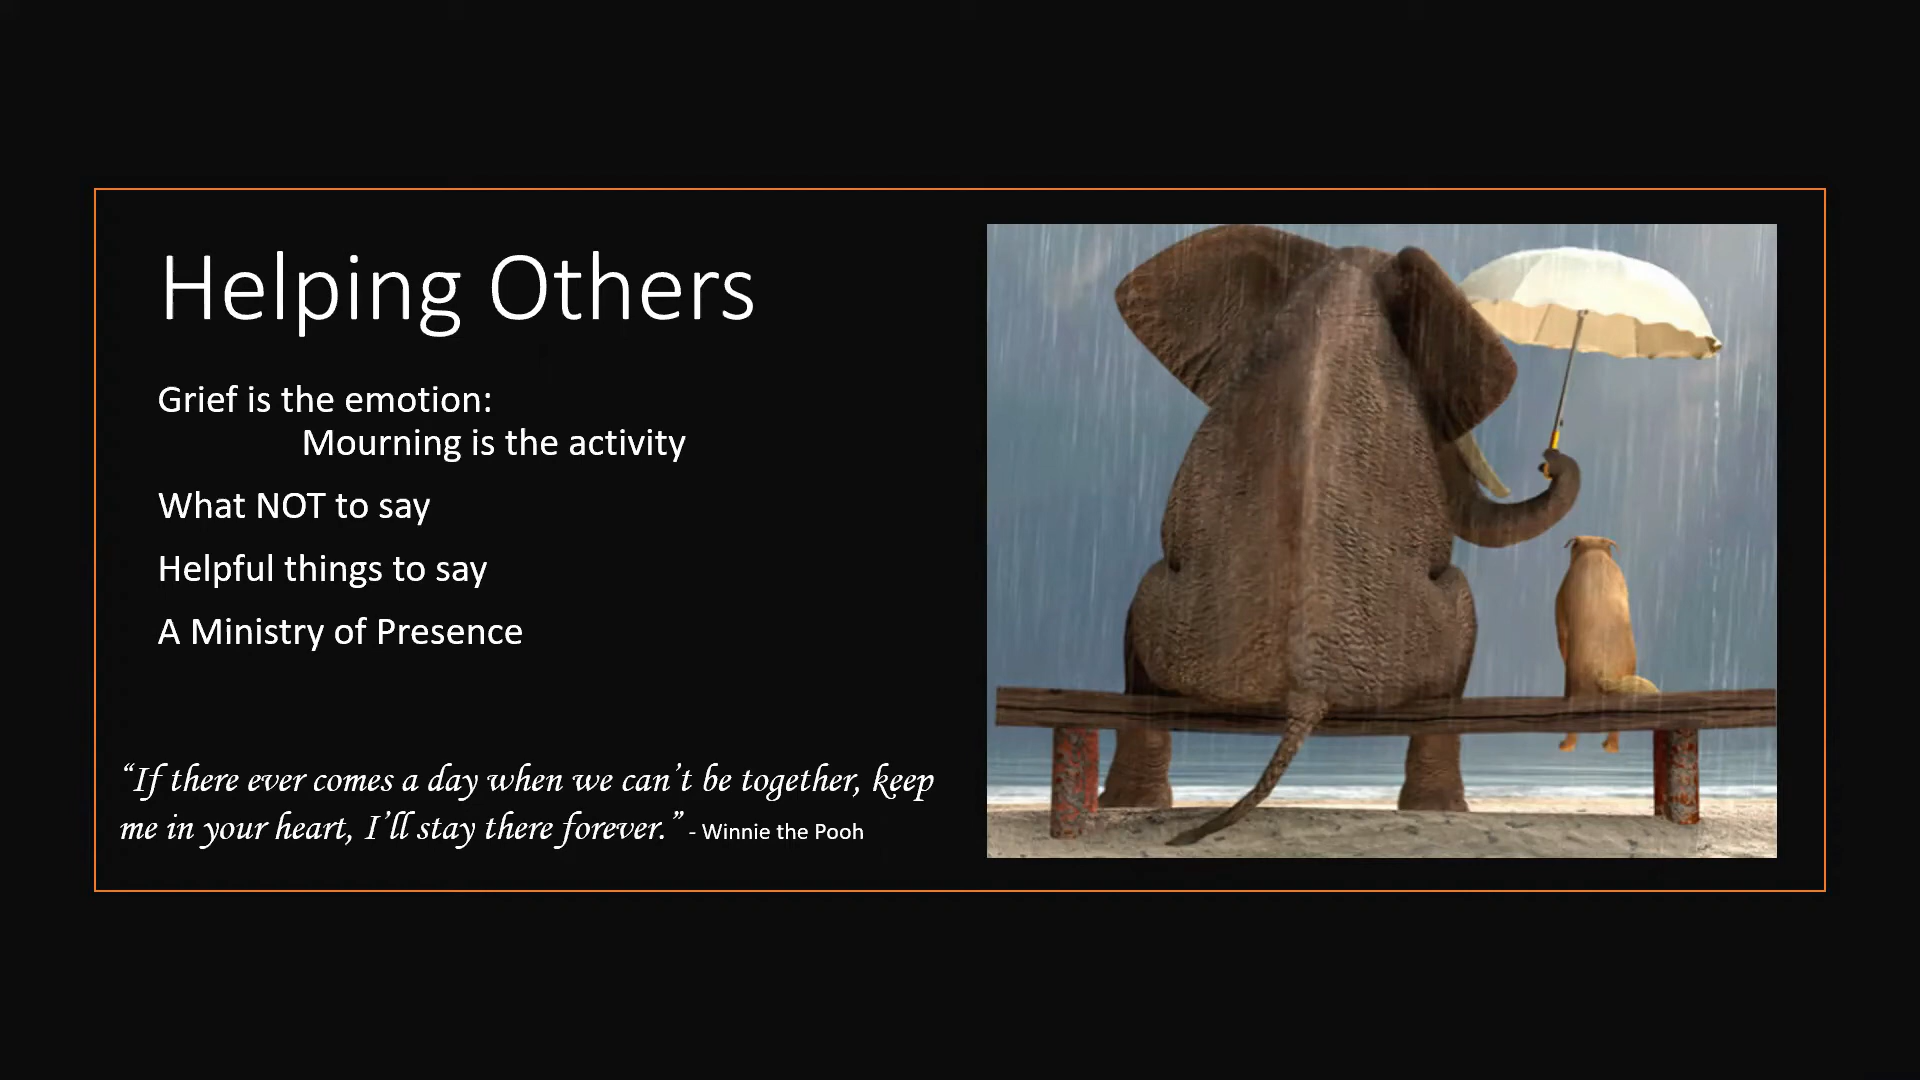 Helping Others
Grief is the emotion:
Mourning is the activity
What NOT to say
Helpful things to say
A Ministry of Presence
“If there ever comes a day when we can’t be together, keep
me in your heart, I’ll stay there forever.” - Winnie the Pooh